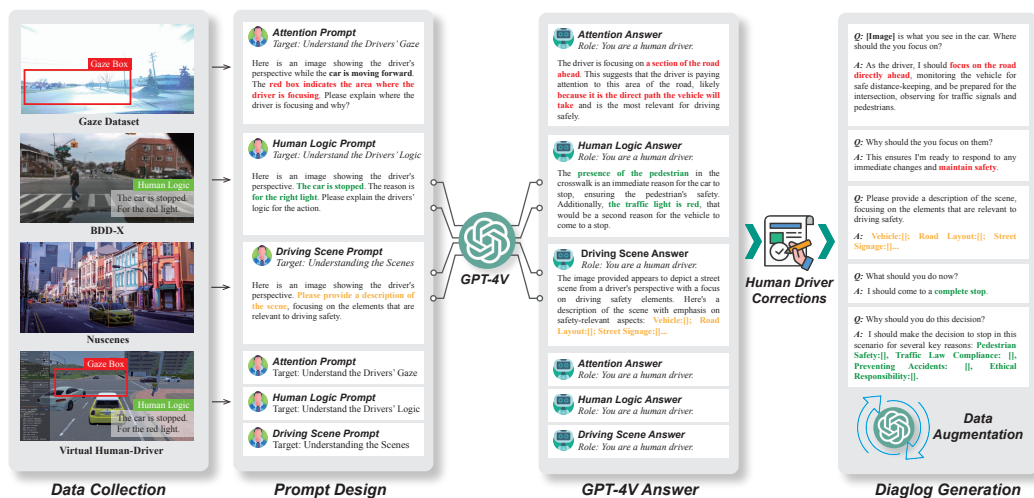 Gaze Box
Gaze Dataset
Human Logic
The car is stopped.
For the red light.
BDD-X
Nuscenes
Gaze Box
Human Logic
The car is stopped.
For the red light.
Virtual Human-Driver
Data Collection
Attention Prompt
Target: Understand the Drivers' Gaze
Here is an image showing the driver's
perspective while the car is moving forward.
The red box indicates the area where the
driver is focusing. Please explain where the
driver is focusing and why?
Human Logic Prompt
Target: Understand the Drivers' Logic
Here is an image showing the driver's
perspective. The car is stopped. The reason is
for the right light. Please explain the drivers'
logic for the action.
Driving Scene Prompt
Target: Understanding the Scenes
Here is an image showing the driver's
perspective. Please provide a description of
the scene, focusing on the elements that are
relevant to driving safety.
Attention Prompt
Target: Understand the Drivers' Gaze
Human Logic Prompt
Target: Understand the Drivers' Logic
Driving Scene Prompt
Target: Understanding the Scenes
Prompt Design
GPT-4V
Attention Answer
Role: You are a human driver.
The driver is focusing on a section of the road
ahead. This suggests that the driver is paying
attention to this area of the road, likely
because it is the direct path the vehicle will
take and is the most relevant for driving
safely.
Human Logic Answer
Role: You are a human driver.
The presence of the pedestrian in the
crosswalk is an immediate reason for the car to
stop, ensuring the pedestrian's safety.
Additionally, the traffic light is red, that
would be a second reason for the vehicle to
come to a stop.
Driving Scene Answer
Role: You are a human driver.
The image provided appears to depict a street
scene from a driver's perspective with a focus
on driving safety elements. Here's a
description of the scene with emphasis on
safety-relevant aspects: Vehicle:[]; Road
Layout:[]; Street Signage:[]...
Attention Answer
Role: You are a human driver.
Human Logic Answer
Role: You are a human driver.
Driving Scene Answer
Role: You are a human driver.
GPT-4V Answer
Human Driver
Corrections
Q: [Image] is what you see in the car. Where
should the you focus on?
A: As the driver, I should focus on the road
directly ahead, monitoring the vehicle for
safe distance-keeping, and be prepared for the
intersection, observing for traffic signals and
pedestrians.
Q: Why should the you focus on them?
A: This ensures I'm ready to respond to any
immediate changes and maintain safety.
Q: Please provide a description of the scene,
focusing on the elements that are relevant to
driving safety.
A: Vehicle:[]; Road Layout:[]; Street
Signage:[]...
Q: What should you do now?
A: I should come to a complete stop.
Q: Why should you do this decision?
A: I should make the decision to stop in this
scenario for several key reasons: Pedestrian
Safety:[], Traffic Law Compliance: [],
Preventing Accidents: [], Ethical
Responsibility:[].
Data
Augmentation
Diaglog Generation